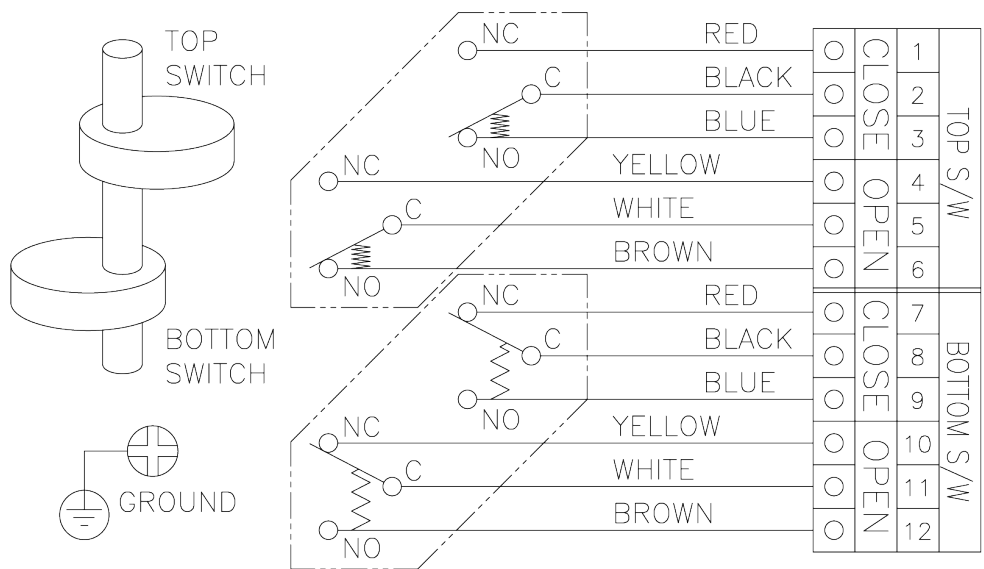 TOP
SWITCH
BOTTOM
SWITCH
GROUND
NC
C
NO
NC
C
NO
NC
C
NO
NC
C
NO
RED
BLACK
BLUE
YELLOW
WHITE
BROWN
RED
BLACK
BLUE
YELLOW
WHITE
BROWN
CLOSE
OPEN
CLOSE
OPEN
1
2
3
4
5
6
7
8
9
10
11
12
TOP S/W
BOTTOM S/W